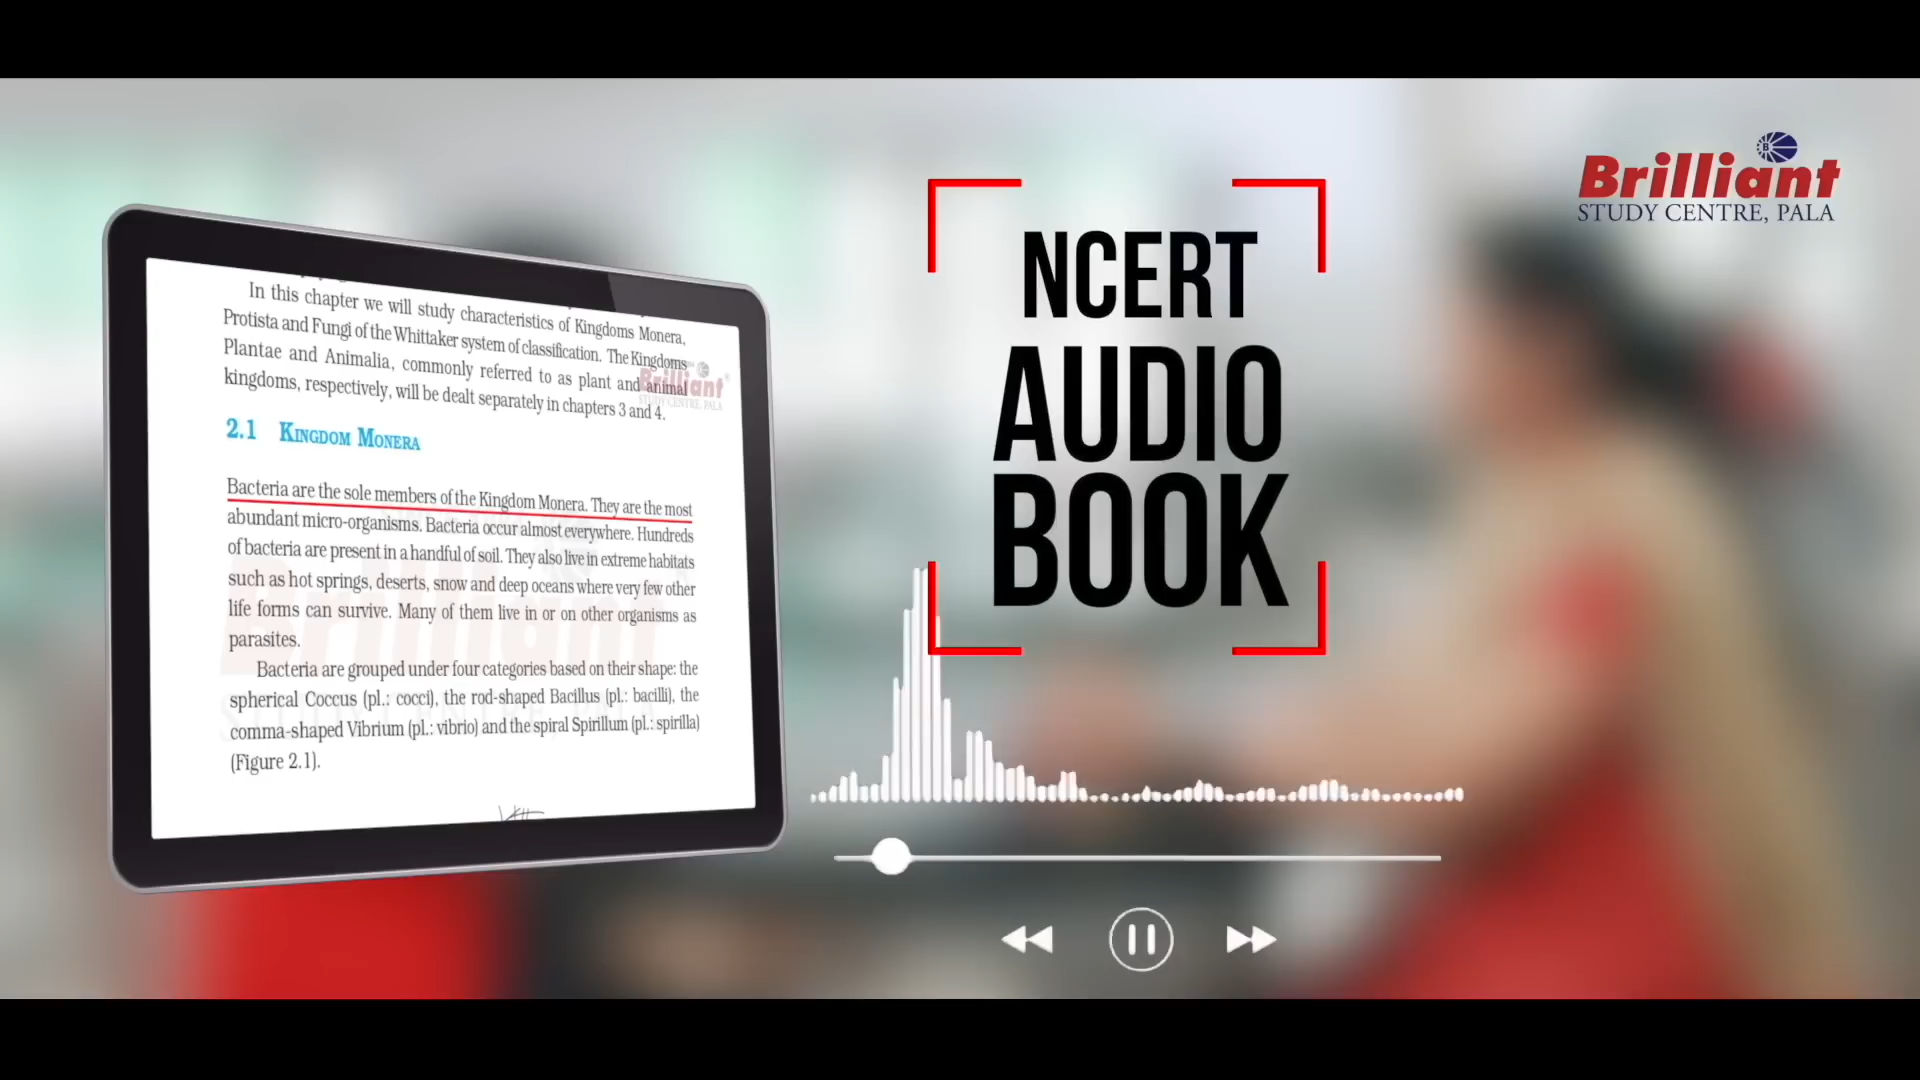 In this chapter we will study characteristics of Kingdoms Monera,
Protista and Fungi of the Whittaker system of classification. The Kingdoms
Plantae and Animalia, commonly referred to as plant and animal
kingdoms, respectively, will be dealt separately in chapters 3 and 4.
2.1 KINGDOM MONERA
Bacteria are the sole members of the Kingdom Monera. They are the most
abundant micro-organisms. Bacteria occur almost everywhere. Hundreds
of bacteria are present in a handful of soil. They also live in extreme habitats
such as hot springs, deserts, snow and deep oceans where very few other
life forms can survive. Many of them live in or on other organisms as
parasites.
Bacteria are grouped under four categories based on their shape: the
spherical Coccus (pl.: cocci), the rod-shaped Bacillus (pl.: bacilli), the
comma-shaped Vibrium (pl.: vibrio) and the spiral Spirillum (pl.: spirilla)
(Figure 2.1).
Brilliant
STUDY CENTRE, PALA
NCERT
AUDIO
BOOK
Brilliant
STUDY CENTRE, PALA